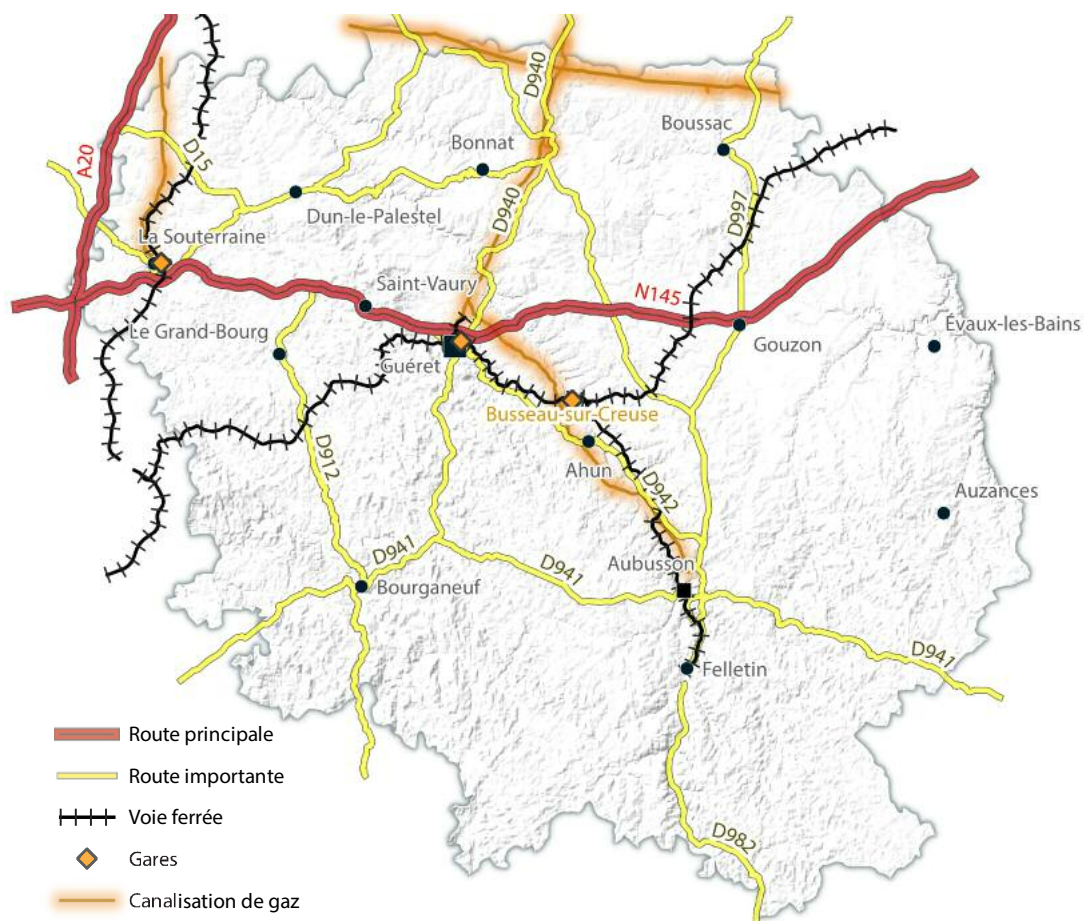 D940
Boussac
A20
D15
Bonnat
D997
Dun-le-Palestel
D940
La Souterraine
Saint-Vaury
N145
Le Grand-Bourg
Gouzon
Evaux-les-Bains
Guéret
Busseau-sur-Creuse
D912
Ahun
D942
Auzances
D941
D941
Aubusson
Bourganeuf
D941
Felletin
Route principale
Route importante
Voie ferrée
D982
Gares
Canalisation de gaz